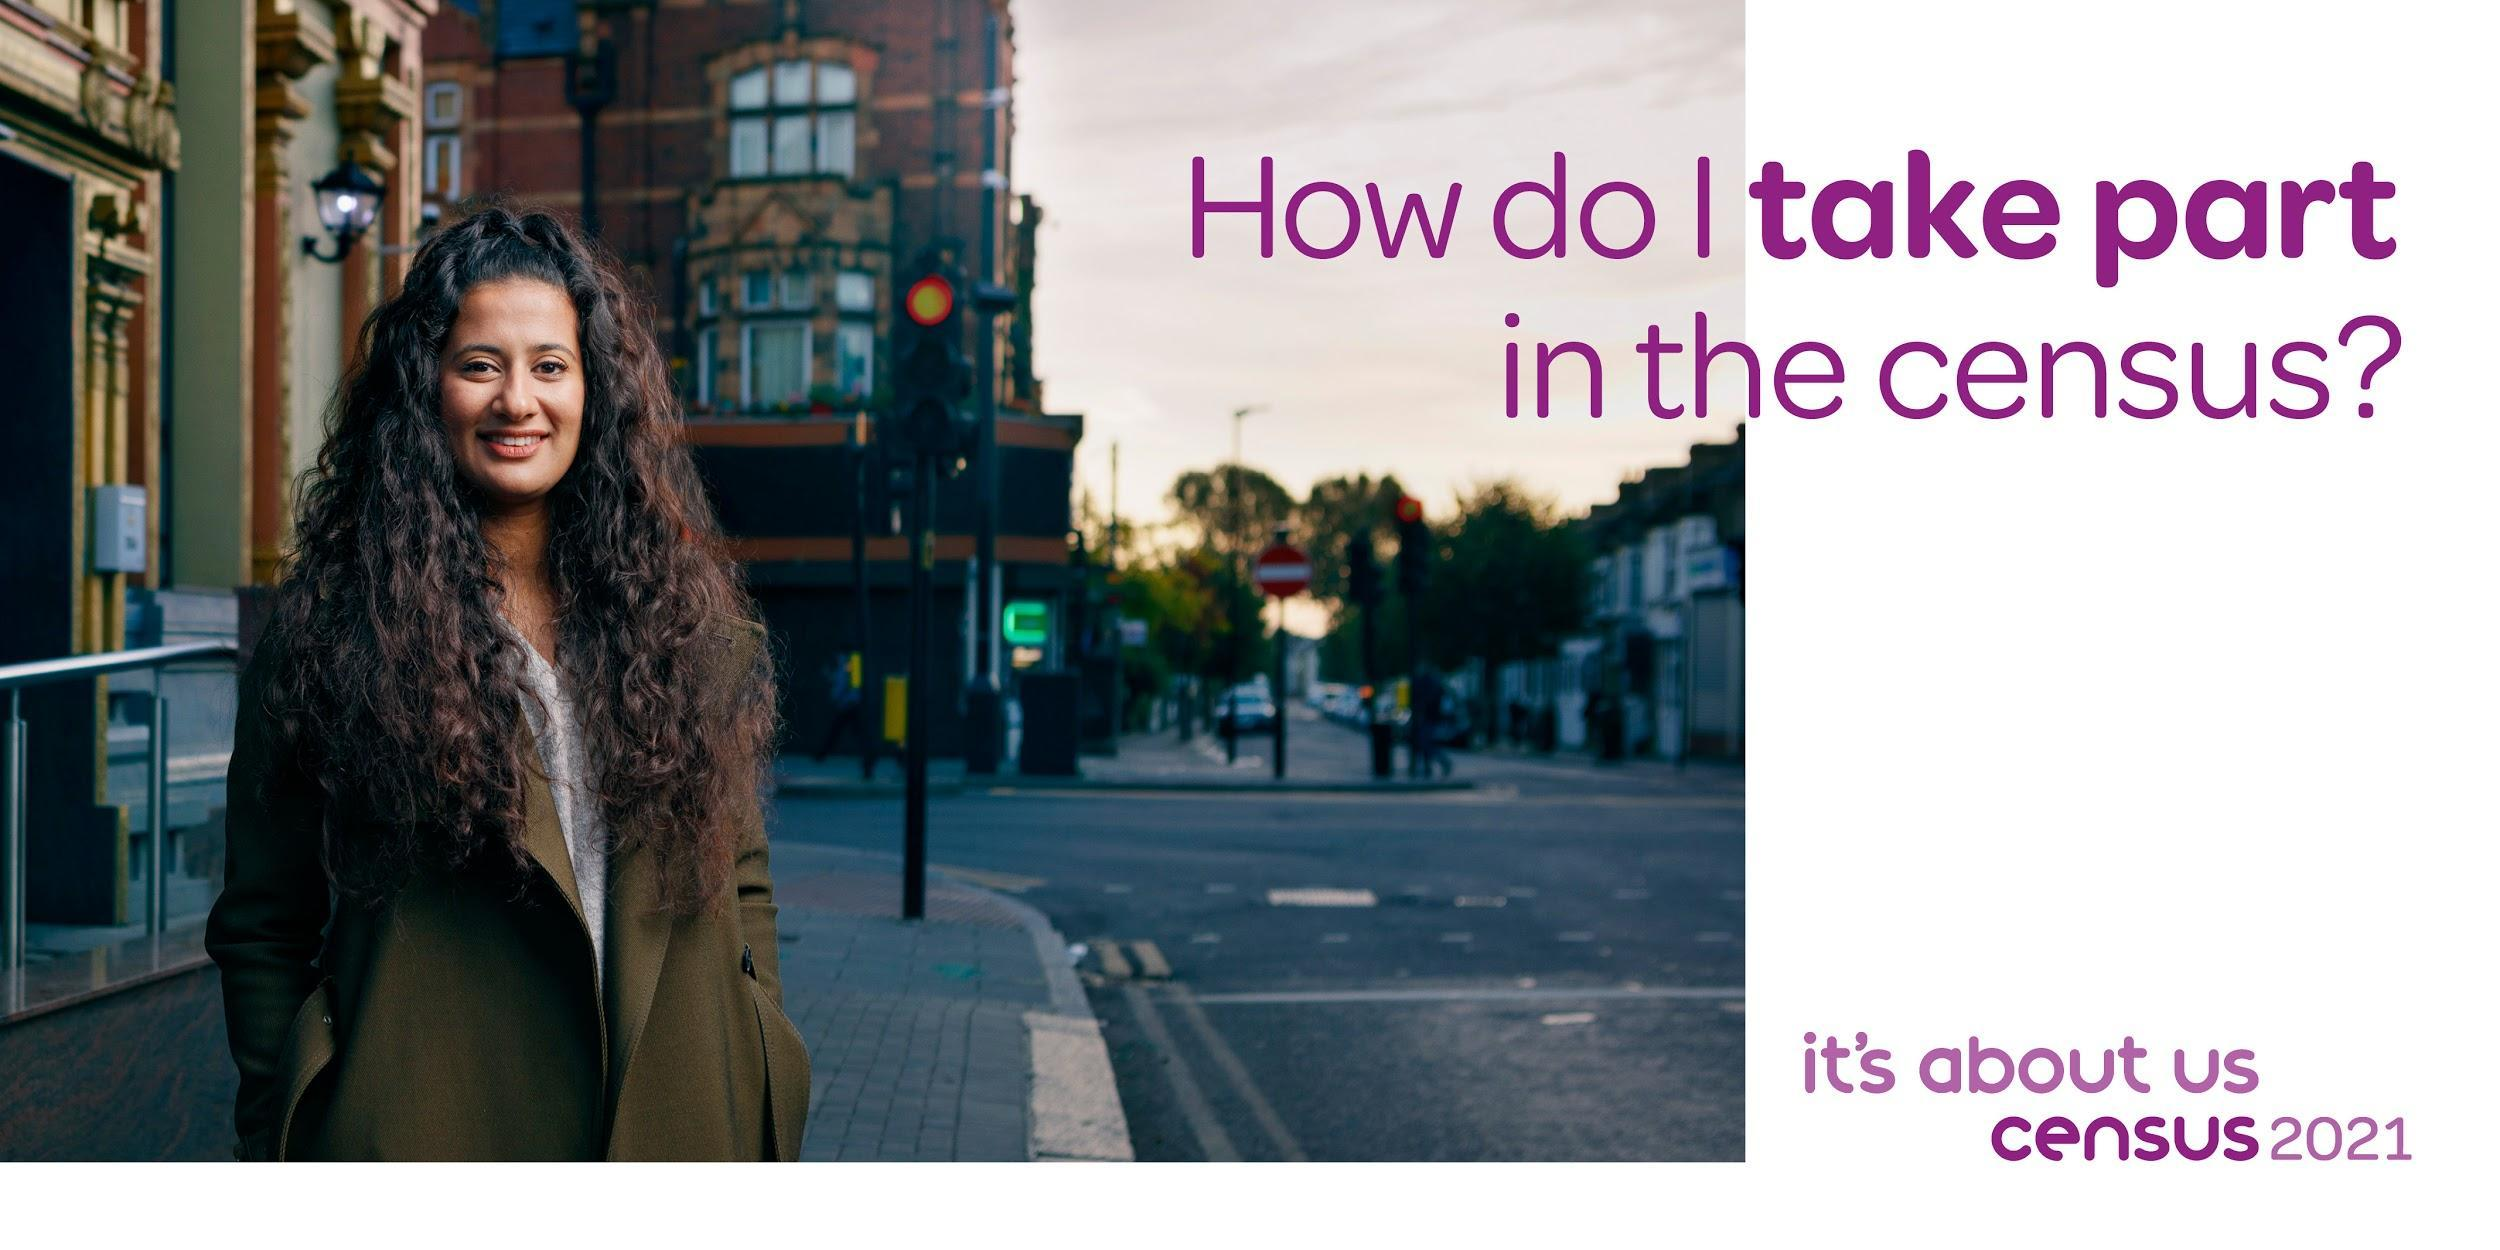 How do I take part
in the census?
it's about us
census 2021